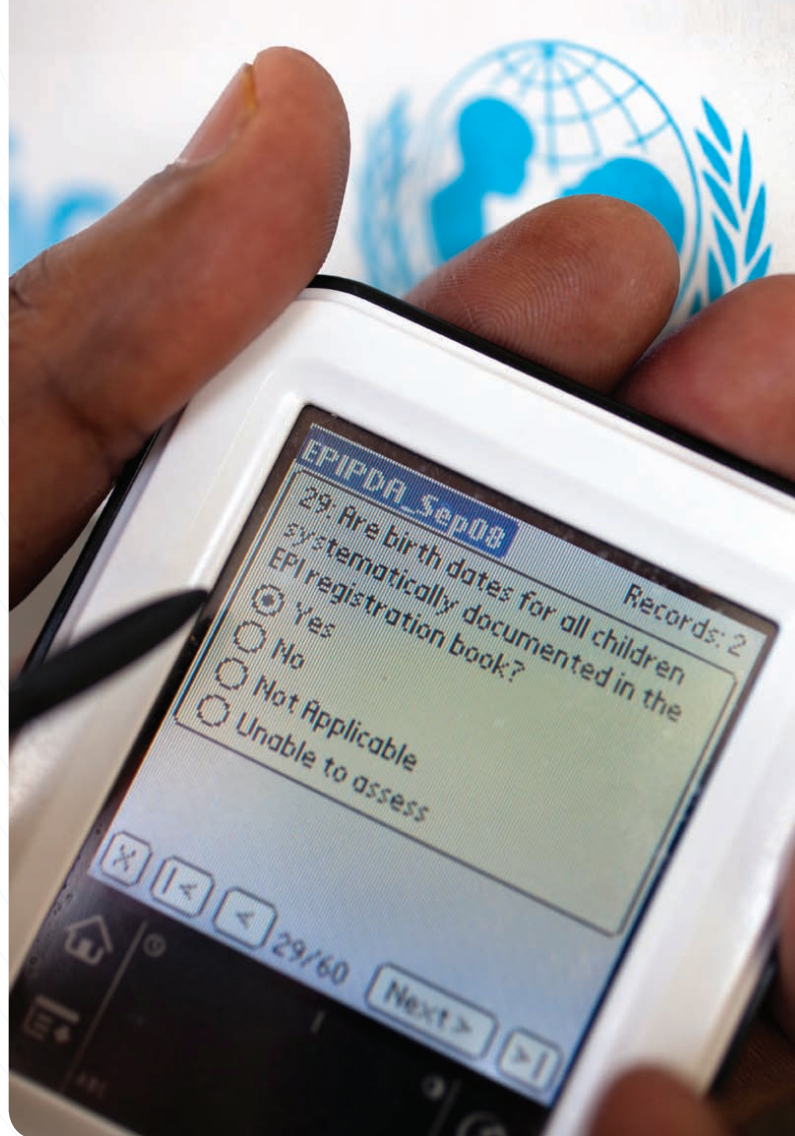 EPIPDA_Sep08
Records: 2
29: Are birth dates for all children
systematically documented in the
EPI registration book?
Yes
No
Not Applicable
Unable to assess
X
|<
<
29/60
Next >
>|
ABC